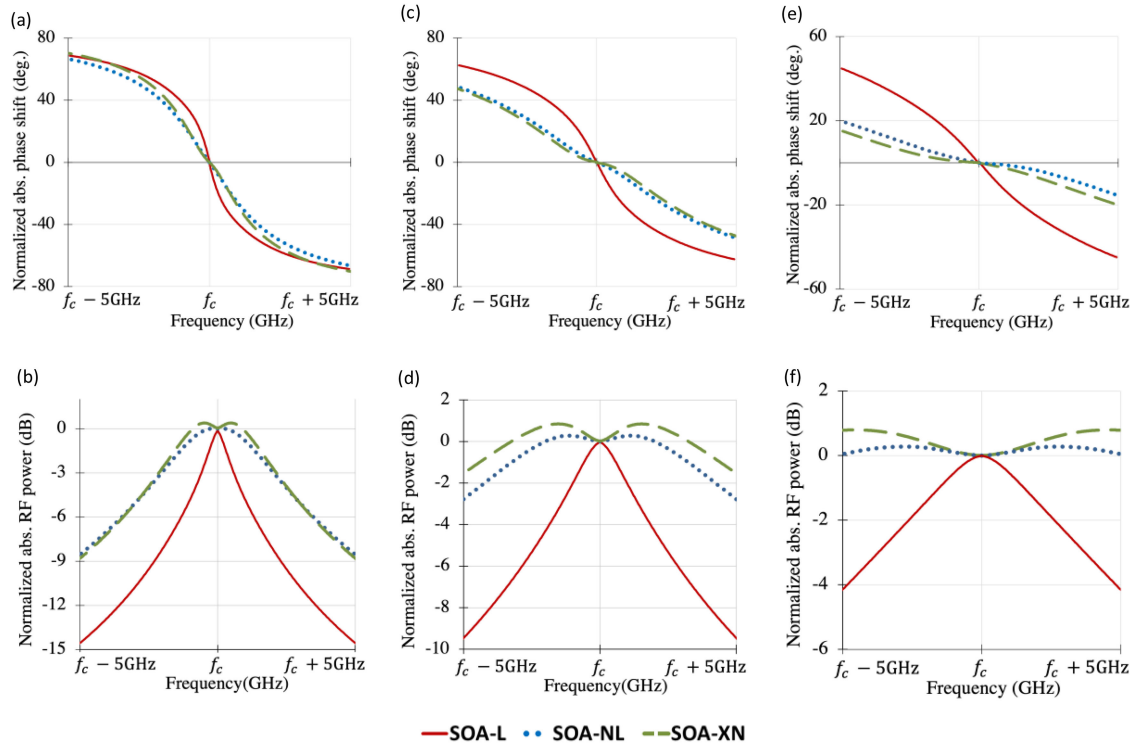 (a)
Normalized abs. phase shift (deg.)
80
40
0
-40
-80
f_c − 5GHz
f_c
f_c + 5GHz
Frequency (GHz)
(c)
Normalized abs. phase shift (deg.)
80
40
0
-40
-80
f_c − 5GHz
f_c
f_c + 5GHz
Frequency (GHz)
(e)
Normalized abs. phase shift (deg.)
60
20
-20
-60
f_c − 5GHz
f_c
f_c + 5GHz
Frequency (GHz)
(b)
Normalized abs. RF power (dB)
0
-3
-6
-9
-12
-15
f_c − 5GHz
f_c
f_c + 5GHz
Frequency(GHz)
(d)
Normalized abs. RF power (dB)
2
0
-2
-4
-6
-8
-10
f_c − 5GHz
f_c
f_c + 5GHz
Frequency(GHz)
(f)
Normalized abs. RF power (dB)
2
0
-2
-4
-6
f_c − 5GHz
f_c
f_c + 5GHz
Frequency (GHz)
SOA-L SOA-NL SOA-XN